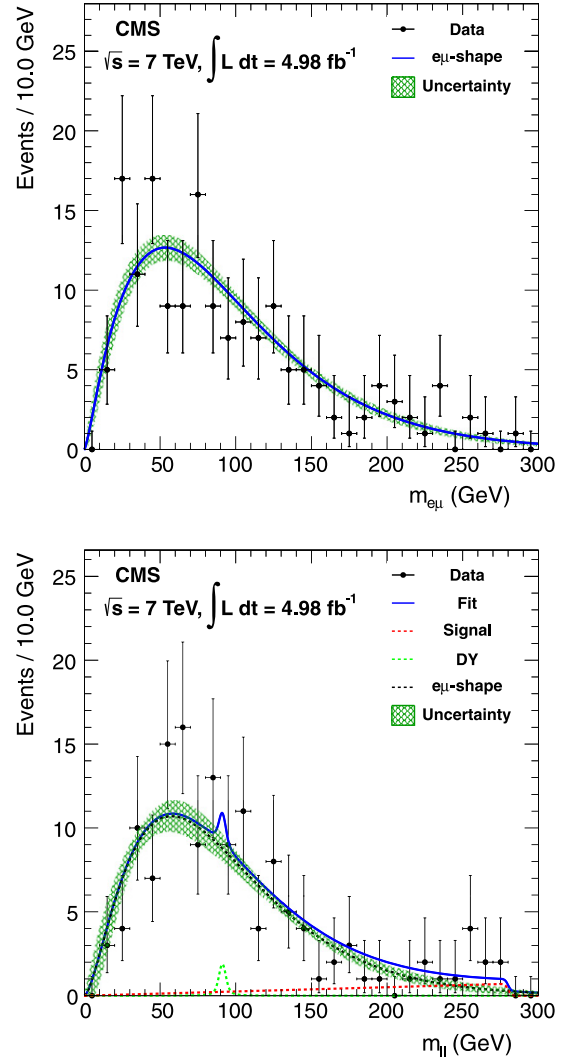 CMS
√s = 7 TeV, ∫ L dt = 4.98 fb⁻¹
Data
eμ-shape
Uncertainty
Events / 10.0 GeV
25
20
15
10
5
0
0 50 100 150 200 250 300
m_eμ (GeV)
CMS
√s = 7 TeV, ∫ L dt = 4.98 fb⁻¹
Data
Fit
Signal
DY
eμ-shape
Uncertainty
Events / 10.0 GeV
25
20
15
10
5
0
0 50 100 150 200 250 300
m_ll (GeV)